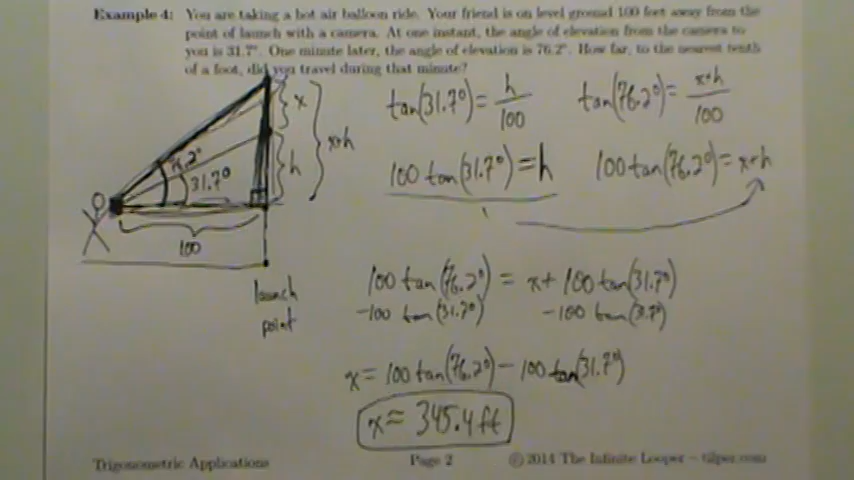 Example 4: You are taking a hot air balloon ride. Your friend is on level ground 100 feet away from the
point of launch with a camera. At one instant, the angle of elevation from the camera to
you is 31.7°. One minute later, the angle of elevation is 76.2°. How far, to the nearest tenth
of a foot, did you travel during that minute?
tan(31.7°) = h/100
tan(76.2°) = x+h/100
x
x+h
h
76.2°
31.7°
100
launch
point
100 tan(31.7°) = h
100 tan(76.2°) = x+h
100 tan(76.2°) = x + 100 tan(31.7°)
-100 tan(31.7°) -100 tan(31.7°)
x = 100 tan(76.2°) - 100 tan(31.7°)
x ≈ 345.4 ft
Trigonometric Applications Page 2 © 2014 The Infinite Looper – tilper.com